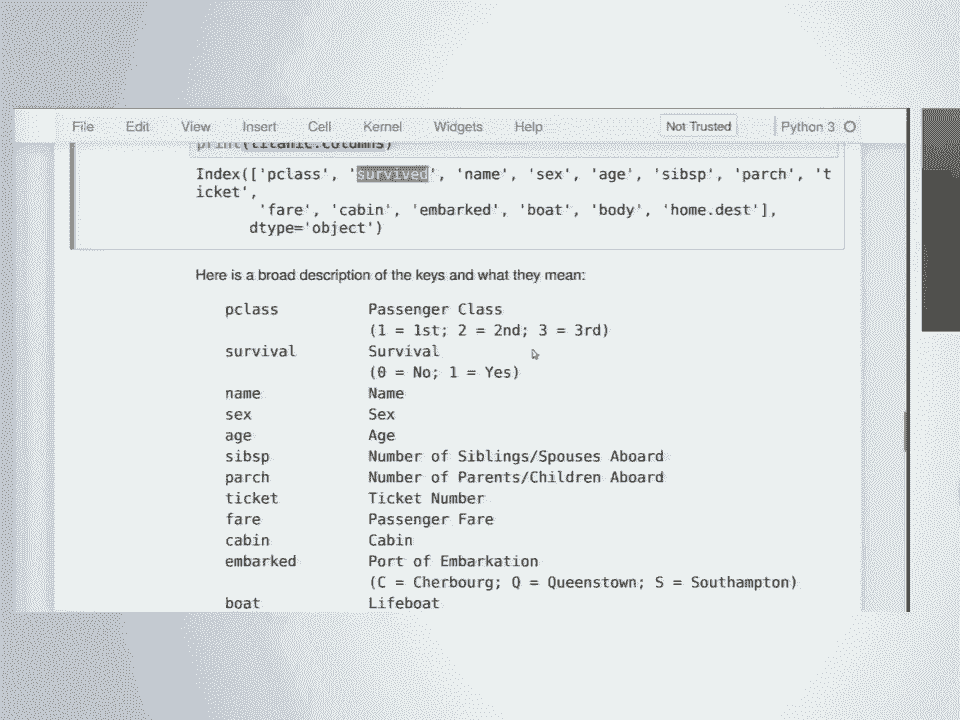 File Edit View Insert Cell Kernel Widgets Help Not Trusted Python 3
print(titanic.columns)
Index(['pclass', 'survived', 'name', 'sex', 'age', 'sibsp', 'parch', 't
icket',
'fare', 'cabin', 'embarked', 'boat', 'body', 'home.dest'],
dtype='object')
Here is a broad description of the keys and what they mean:
pclass Passenger Class
(1 = 1st; 2 = 2nd; 3 = 3rd)
survival Survival
(0 = No; 1 = Yes)
name Name
sex Sex
age Age
sibsp Number of Siblings/Spouses Aboard
parch Number of Parents/Children Aboard
ticket Ticket Number
fare Passenger Fare
cabin Cabin
embarked Port of Embarkation
(C = Cherbourg; Q = Queenstown; S = Southampton)
boat Lifeboat